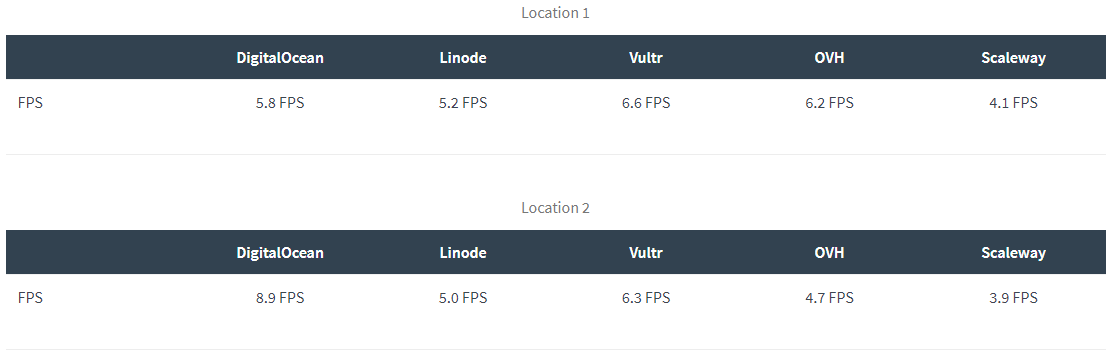 Location 1
DigitalOcean Linode Vultr OVH Scaleway
FPS 5.8 FPS 5.2 FPS 6.6 FPS 6.2 FPS 4.1 FPS
Location 2
DigitalOcean Linode Vultr OVH Scaleway
FPS 8.9 FPS 5.0 FPS 6.3 FPS 4.7 FPS 3.9 FPS